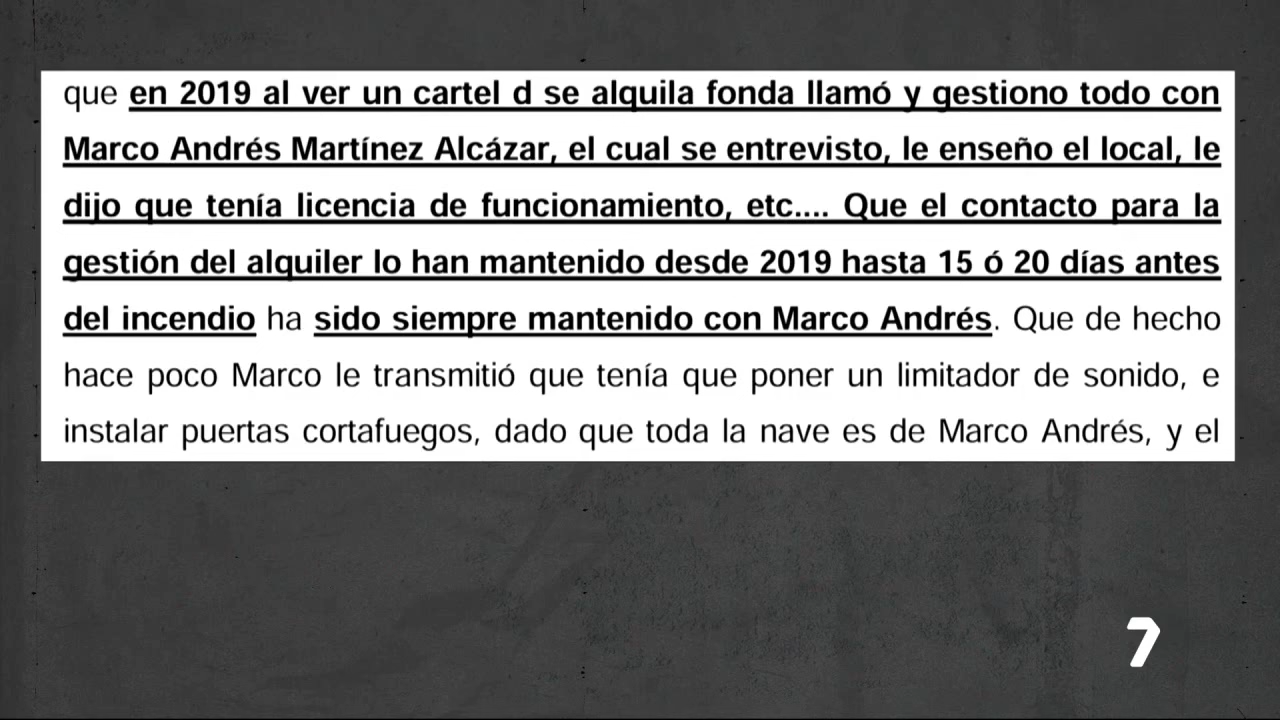 que en 2019 al ver un cartel d se alquila fonda llamó y gestiono todo con
Marco Andrés Martínez Alcázar, el cual se entrevisto, le enseño el local, le
dijo que tenía licencia de funcionamiento, etc.... Que el contacto para la
gestión del alquiler lo han mantenido desde 2019 hasta 15 ó 20 días antes
del incendio ha sido siempre mantenido con Marco Andrés. Que de hecho
hace poco Marco le transmitió que tenía que poner un limitador de sonido, e
instalar puertas cortafuegos, dado que toda la nave es de Marco Andrés, y el
7